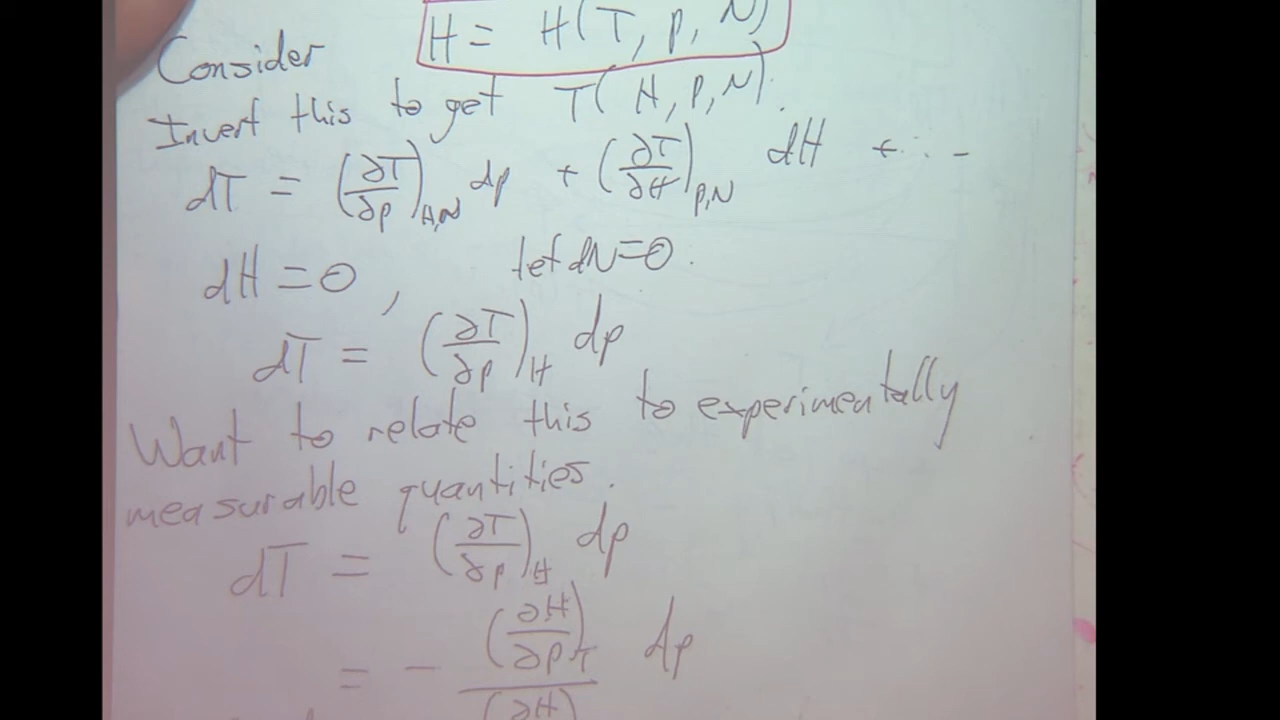 H = H(T, P, N)
Consider
Invert this to get T(H, P, N).
dT = (∂T/∂p)_{H,N} dp + (∂T/∂H)_{P,N} dH + ...
dH = 0, let dN = 0.
dT = (∂T/∂p)_H dp
Want to relate this to experimentally
measurable quantities.
dT = (∂T/∂p)_H dp
= - (∂H/∂P)_T / (∂H) dp